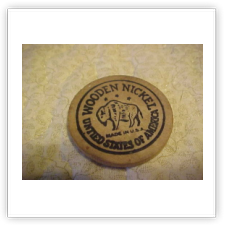 WOODEN NICKEL
MADE IN U.S.A.
UNITED STATES OF AMERICA